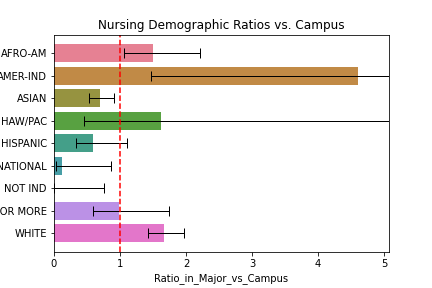 Nursing Demographic Ratios vs. Campus
AFRO-AM
AMER-IND
ASIAN
HAW/PAC
HISPANIC
NATIONAL
NOT IND
OR MORE
WHITE
0 1 2 3 4 5
Ratio_in_Major_vs_Campus